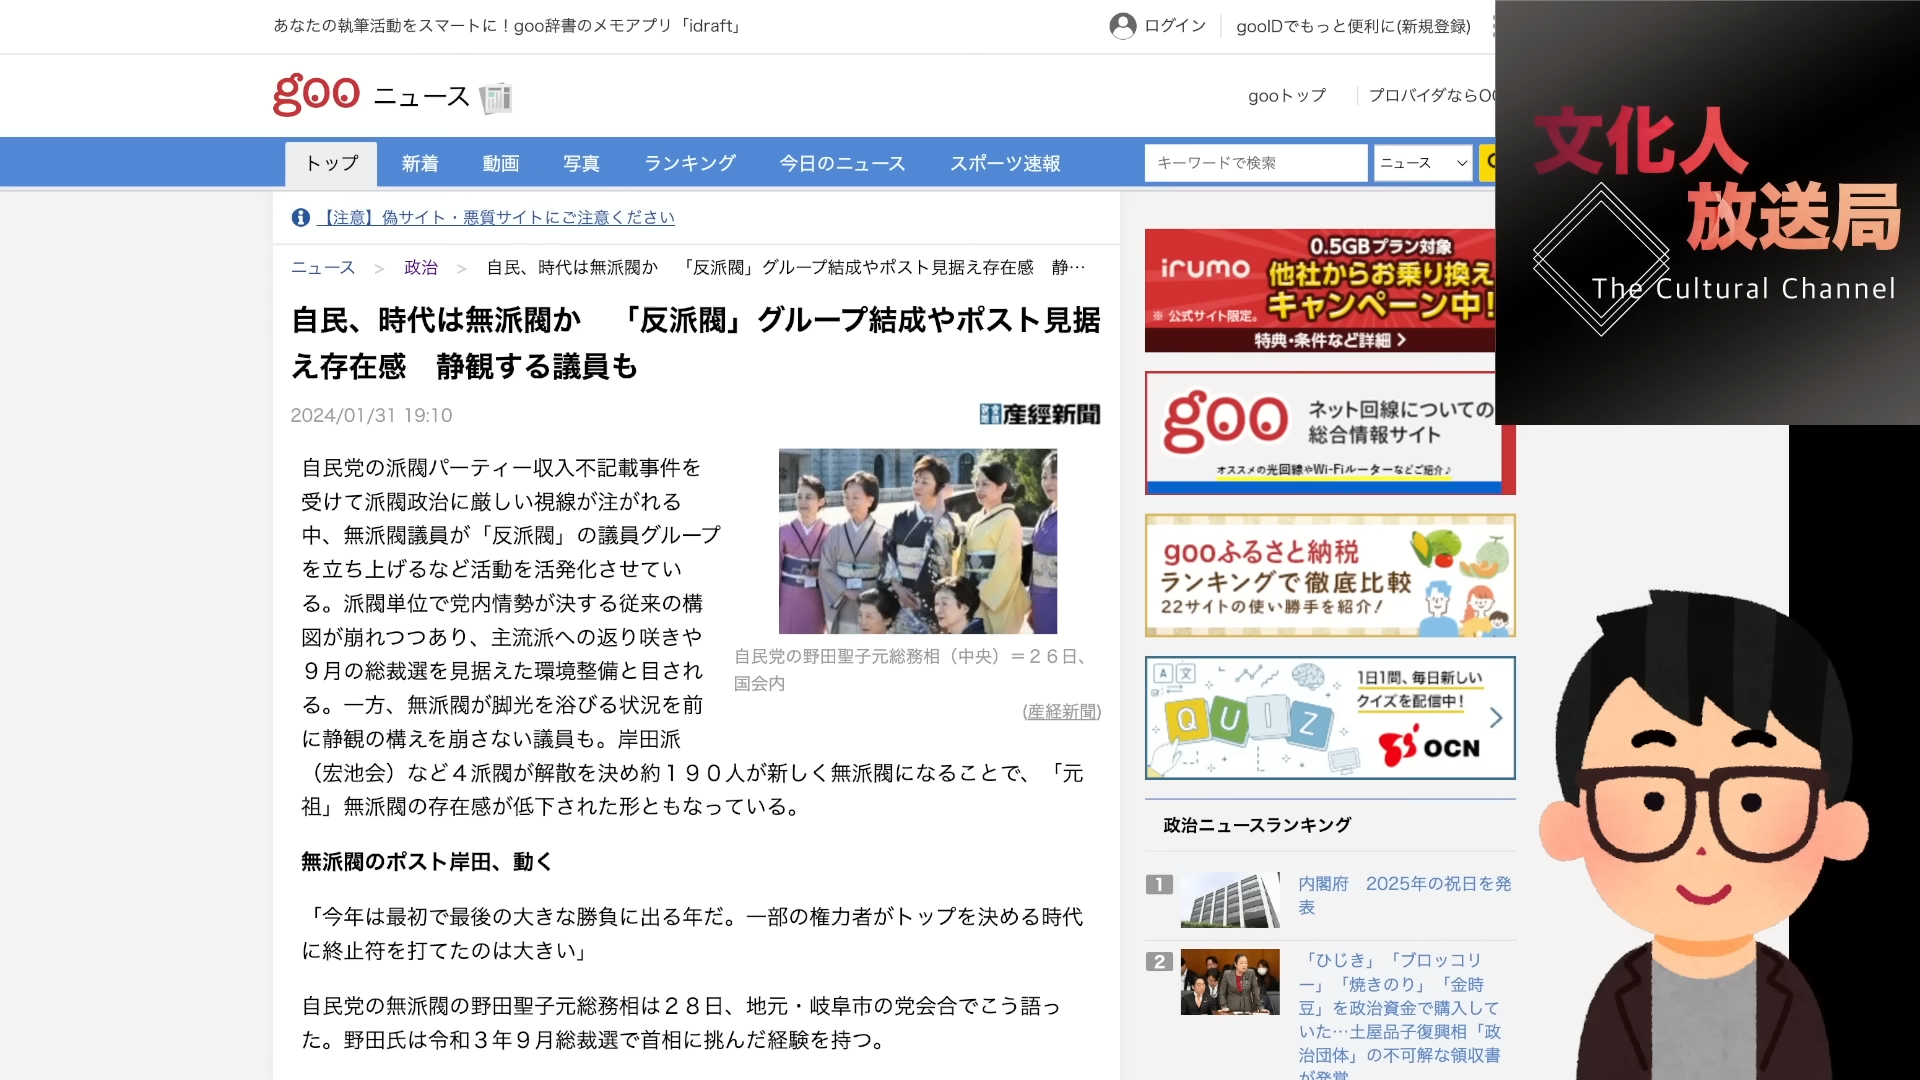 あなたの執筆活動をスマートに！goo辞書のメモアプリ「idraft」
ログイン
gooIDでもっと便利に(新規登録)
goo ニュース
gooトップ
プロバイダならOC
トップ
新着
動画
写真
ランキング
今日のニュース
スポーツ速報
キーワードで検索
ニュース
文化人
放送局
The Cultural Channel
【注意】偽サイト・悪質サイトにご注意ください
ニュース > 政治 > 自民、時代は無派閥か 「反派閥」グループ結成やポスト見据え存在感 静…
自民、時代は無派閥か 「反派閥」グループ結成やポスト見据
え存在感 静観する議員も
2024/01/31 19:10
産経新聞
自民党の派閥パーティー収入不記載事件を
受けて派閥政治に厳しい視線が注がれる
中、無派閥議員が「反派閥」の議員グループ
を立ち上げるなど活動を活発化させてい
る。派閥単位で党内情勢が決する従来の構
図が崩れつつあり、主流派への返り咲きや
９月の総裁選を見据えた環境整備と目され
る。一方、無派閥が脚光を浴びる状況を前
に静観の構えを崩さない議員も。岸田派
（宏池会）など４派閥が解散を決め約１９０人が新しく無派閥になることで、「元
祖」無派閥の存在感が低下された形ともなっている。
自民党の野田聖子元総務相（中央）＝２６日、
国会内
(産経新聞)
無派閥のポスト岸田、動く
「今年は最初で最後の大きな勝負に出る年だ。一部の権力者がトップを決める時代
に終止符を打てたのは大きい」
自民党の無派閥の野田聖子元総務相は２８日、地元・岐阜市の党会合でこう語っ
た。野田氏は令和３年９月総裁選で首相に挑んだ経験を持つ。
0.5GBプラン対象
irumo
他社からお乗り換え
キャンペーン中！
※ 公式サイト限定。
特典・条件など詳細
goo
ネット回線についての
総合情報サイト
オススメの光回線やWi-Fiルーターなどご紹介♪
gooふるさと納税
ランキングで徹底比較
22サイトの使い勝手を紹介！
A 文
QUIZ
1日1問、毎日新しい
クイズを配信中！
OCN
政治ニュースランキング
1
内閣府 2025年の祝日を発
表
2
「ひじき」「ブロッコリ
ー」「焼きのり」「金時
豆」を政治資金で購入して
いた…土屋品子復興相「政
治団体」の不可解な領収書
が発覚